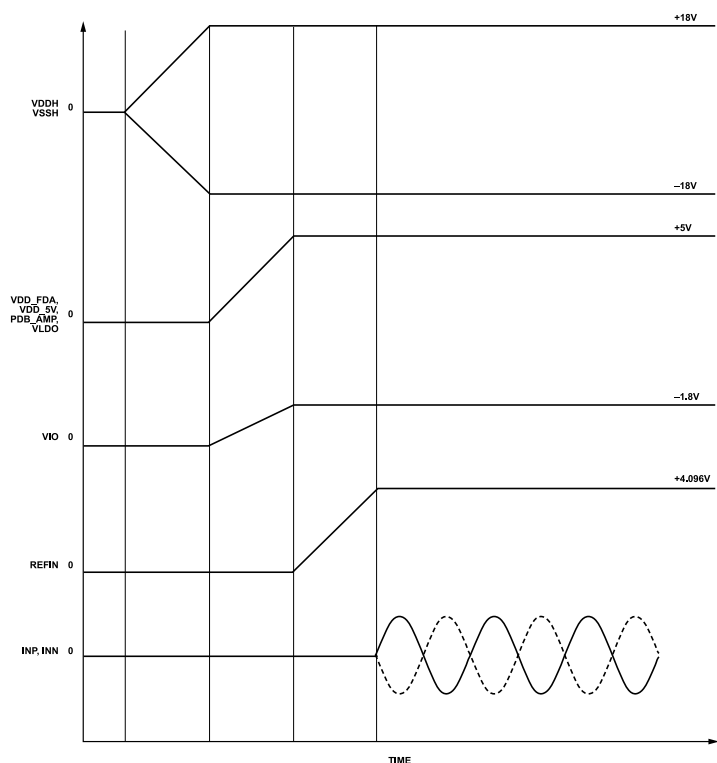 +18V
VDDH
VSSH
0
–18V
+5V
VDD_FDA,
VDD_5V,
PDB_AMP,
VLDO
0
–1.8V
VIO 0
+4.096V
REFIN 0
INP, INN 0
TIME